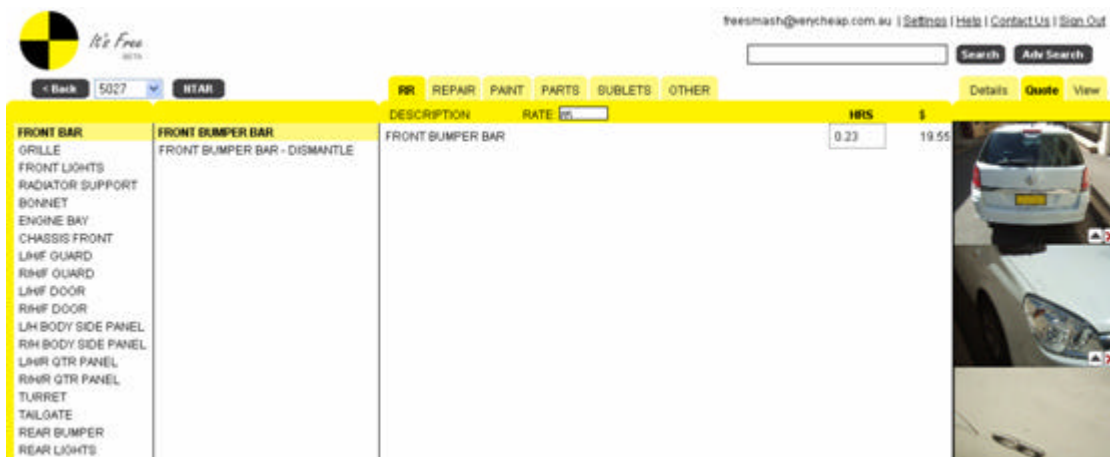 freesmash@verycheap.com.au | Settings | Help | Contact Us | Sign Out
It's Free
BETA
Search Adv Search
< Back 5027 NTAR RR REPAIR PAINT PARTS SUBLETS OTHER Details Quote View
DESCRIPTION RATE: HRS $
FRONT BAR FRONT BUMPER BAR FRONT BUMPER BAR 0.23 19.55
GRILLE FRONT BUMPER BAR - DISMANTLE
FRONT LIGHTS
RADIATOR SUPPORT
BONNET
ENGINE BAY
CHASSIS FRONT
L/H/F GUARD
R/H/F GUARD
L/H/F DOOR
R/H/F DOOR
L/H BODY SIDE PANEL
R/H BODY SIDE PANEL
L/H/R QTR PANEL
R/H/R QTR PANEL
TURRET
TAILGATE
REAR BUMPER
REAR LIGHTS